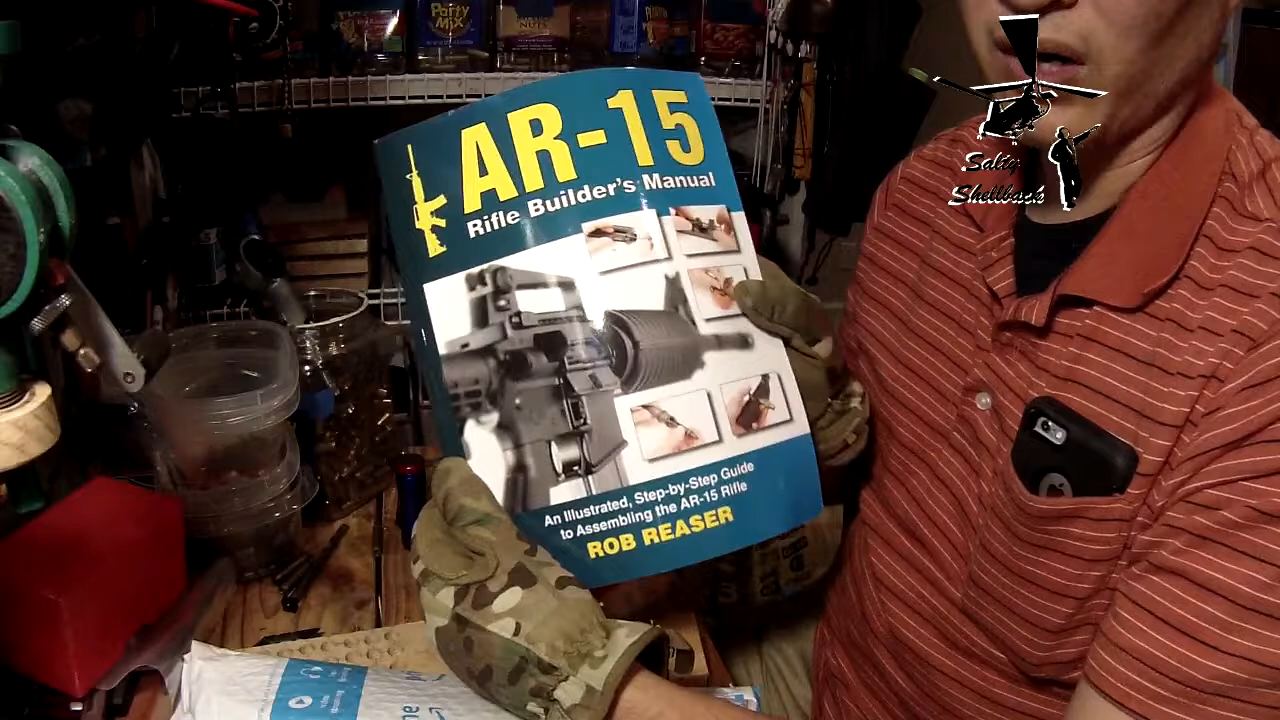 Party
Mix
Salty
Shellback
AR-15
Rifle Builder's Manual
An Illustrated, Step-by-Step Guide
to Assembling the AR-15 Rifle
ROB REASER